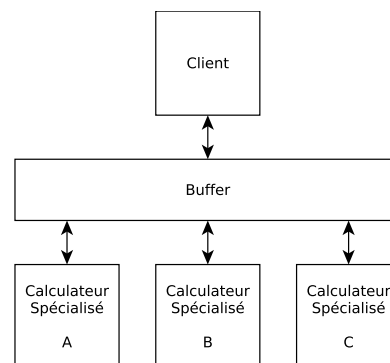 Client
Buffer
Calculateur
Spécialisé
A
Calculateur
Spécialisé
B
Calculateur
Spécialisé
C